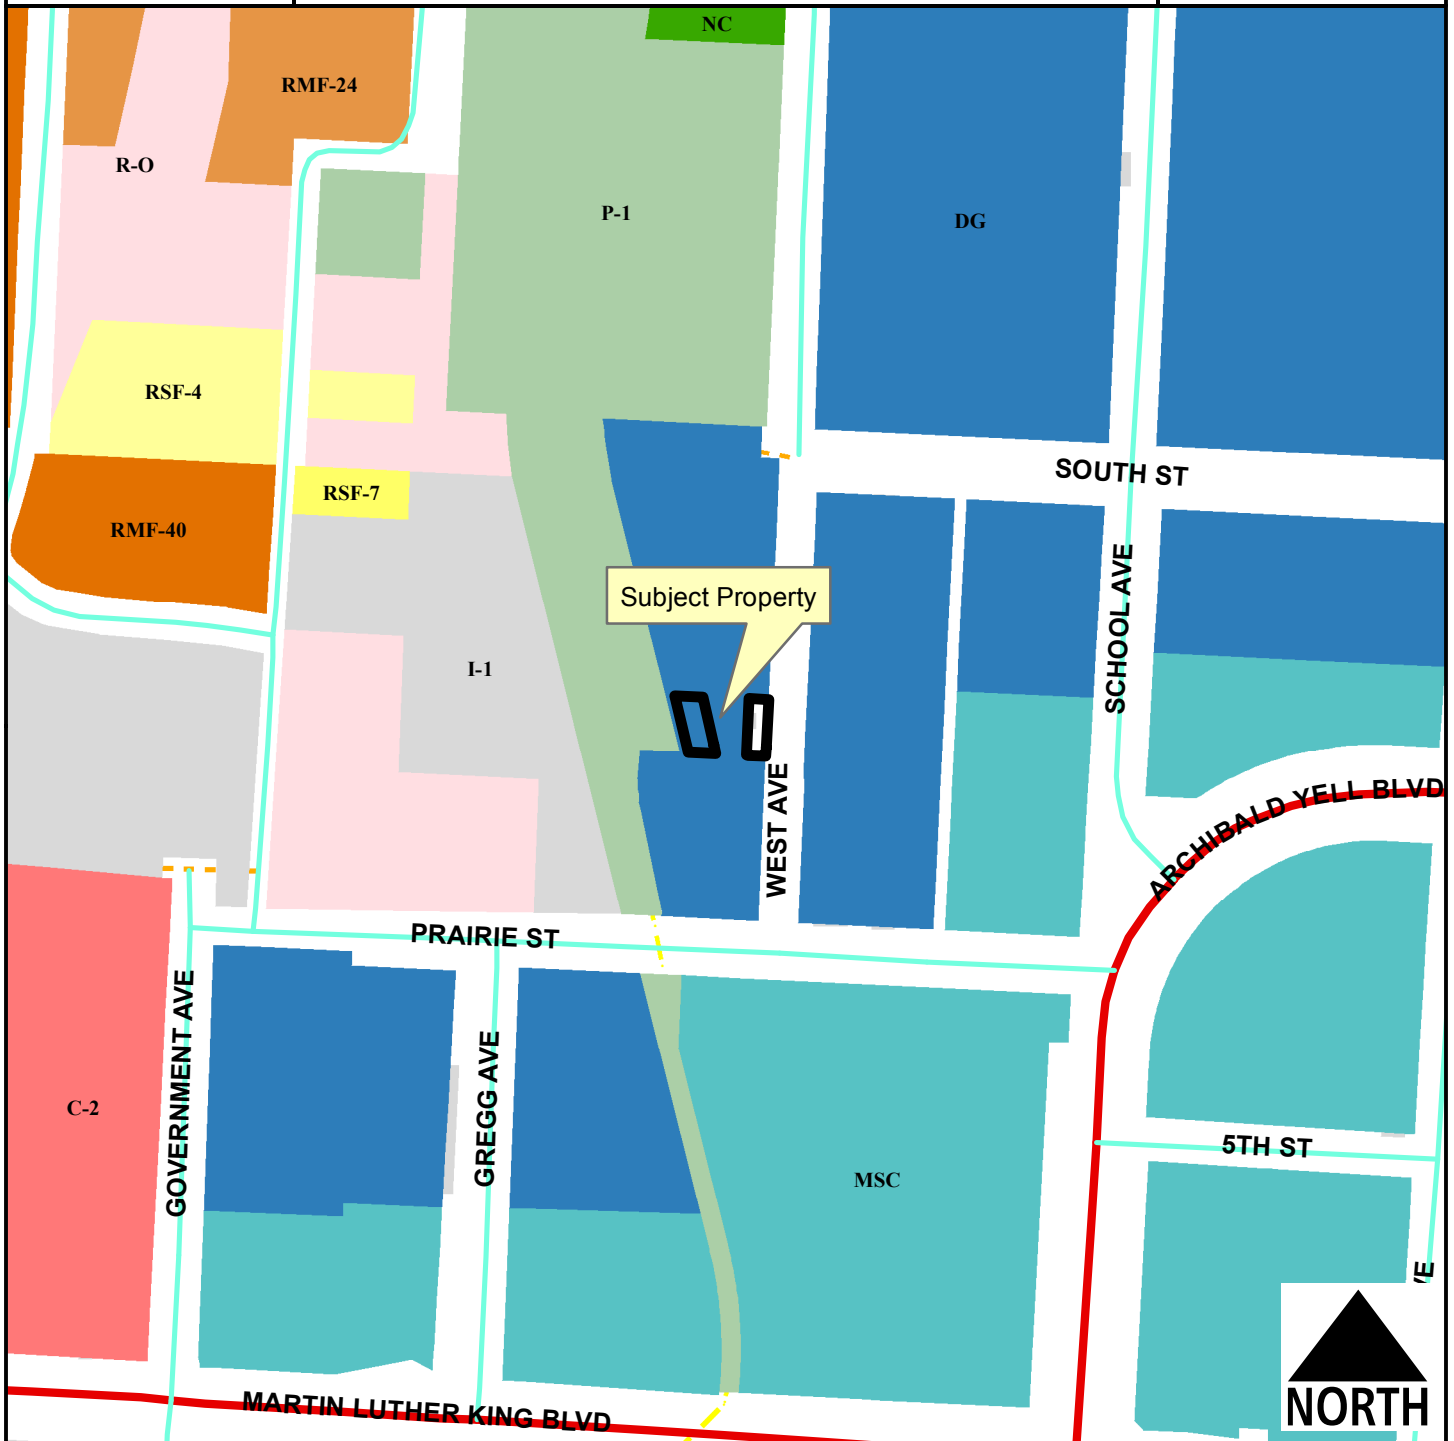 NC
RMF-24
R-O
P-1
DG
RSF-4
SOUTH ST
RSF-7
RMF-40
Subject Property
SCHOOL AVE
I-1
WEST AVE
ARCHIBALD YELL BLVD
PRAIRIE ST
GOVERNMENT AVE
GREGG AVE
C-2
5TH ST
MSC
VE
MARTIN LUTHER KING BLVD
NORTH